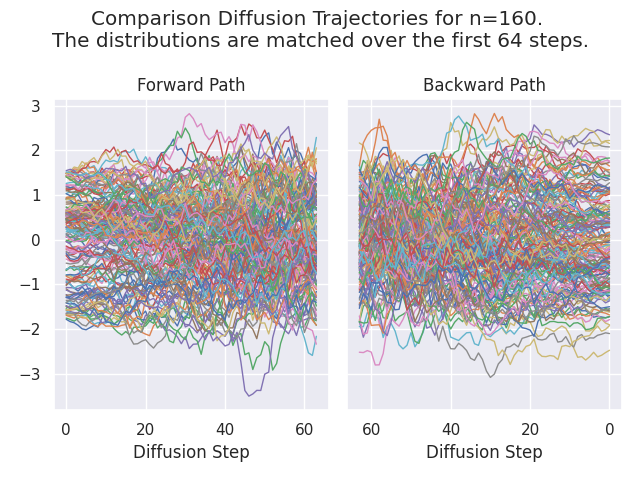 Comparison Diffusion Trajectories for n=160.
The distributions are matched over the first 64 steps.
Forward Path
Backward Path
3
2
1
0
−1
−2
−3
0 20 40 60
60 40 20 0
Diffusion Step
Diffusion Step